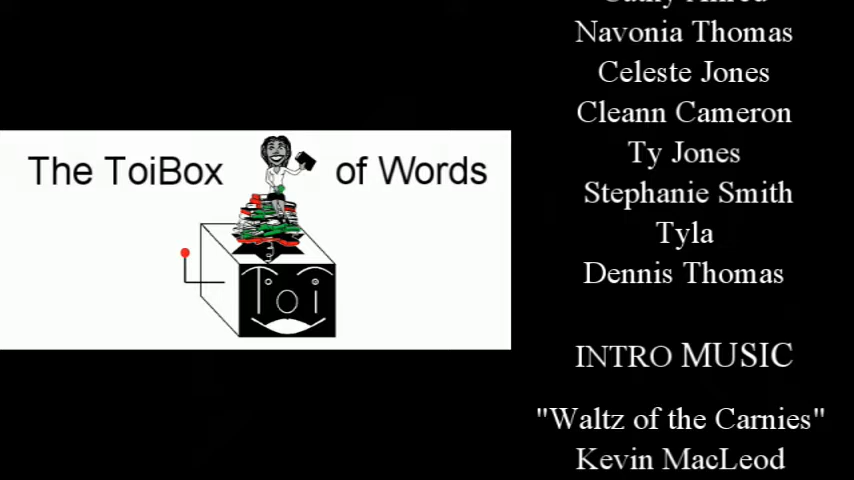 The ToiBox of Words
Toi
Navonia Thomas
Celeste Jones
Cleann Cameron
Ty Jones
Stephanie Smith
Tyla
Dennis Thomas
INTRO MUSIC
"Waltz of the Carnies"
Kevin MacLeod